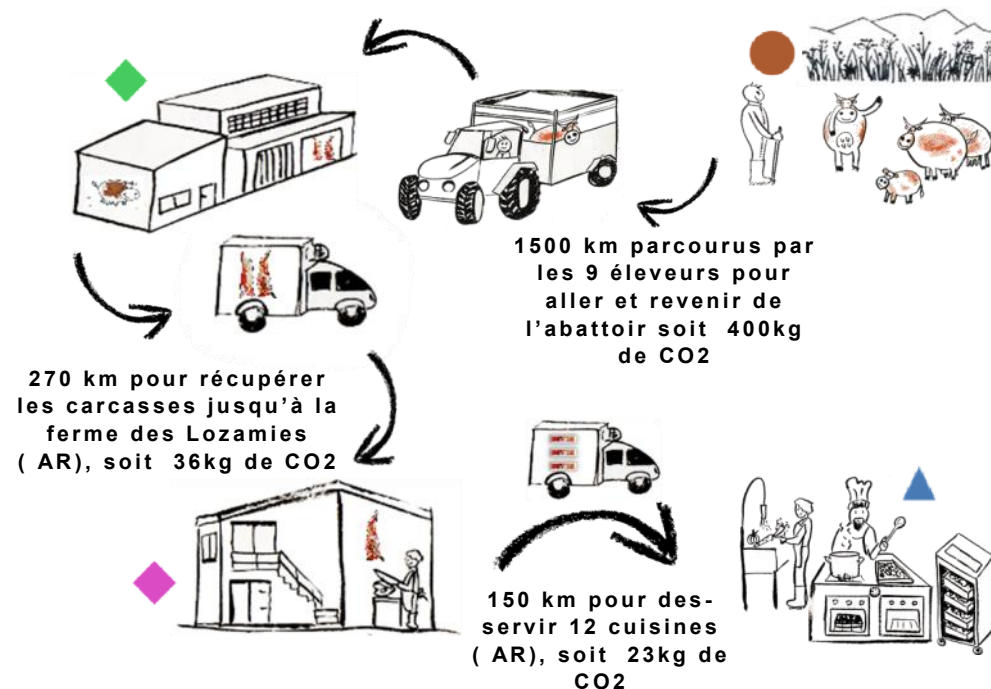 1500 km parcourus par
les 9 éleveurs pour
aller et revenir de
l’abattoir soit 400kg
de CO2
270 km pour récupérer
les carcasses jusqu’à la
ferme des Lozamies
( AR), soit 36kg de CO2
150 km pour des-
servir 12 cuisines
( AR), soit 23kg de
CO2